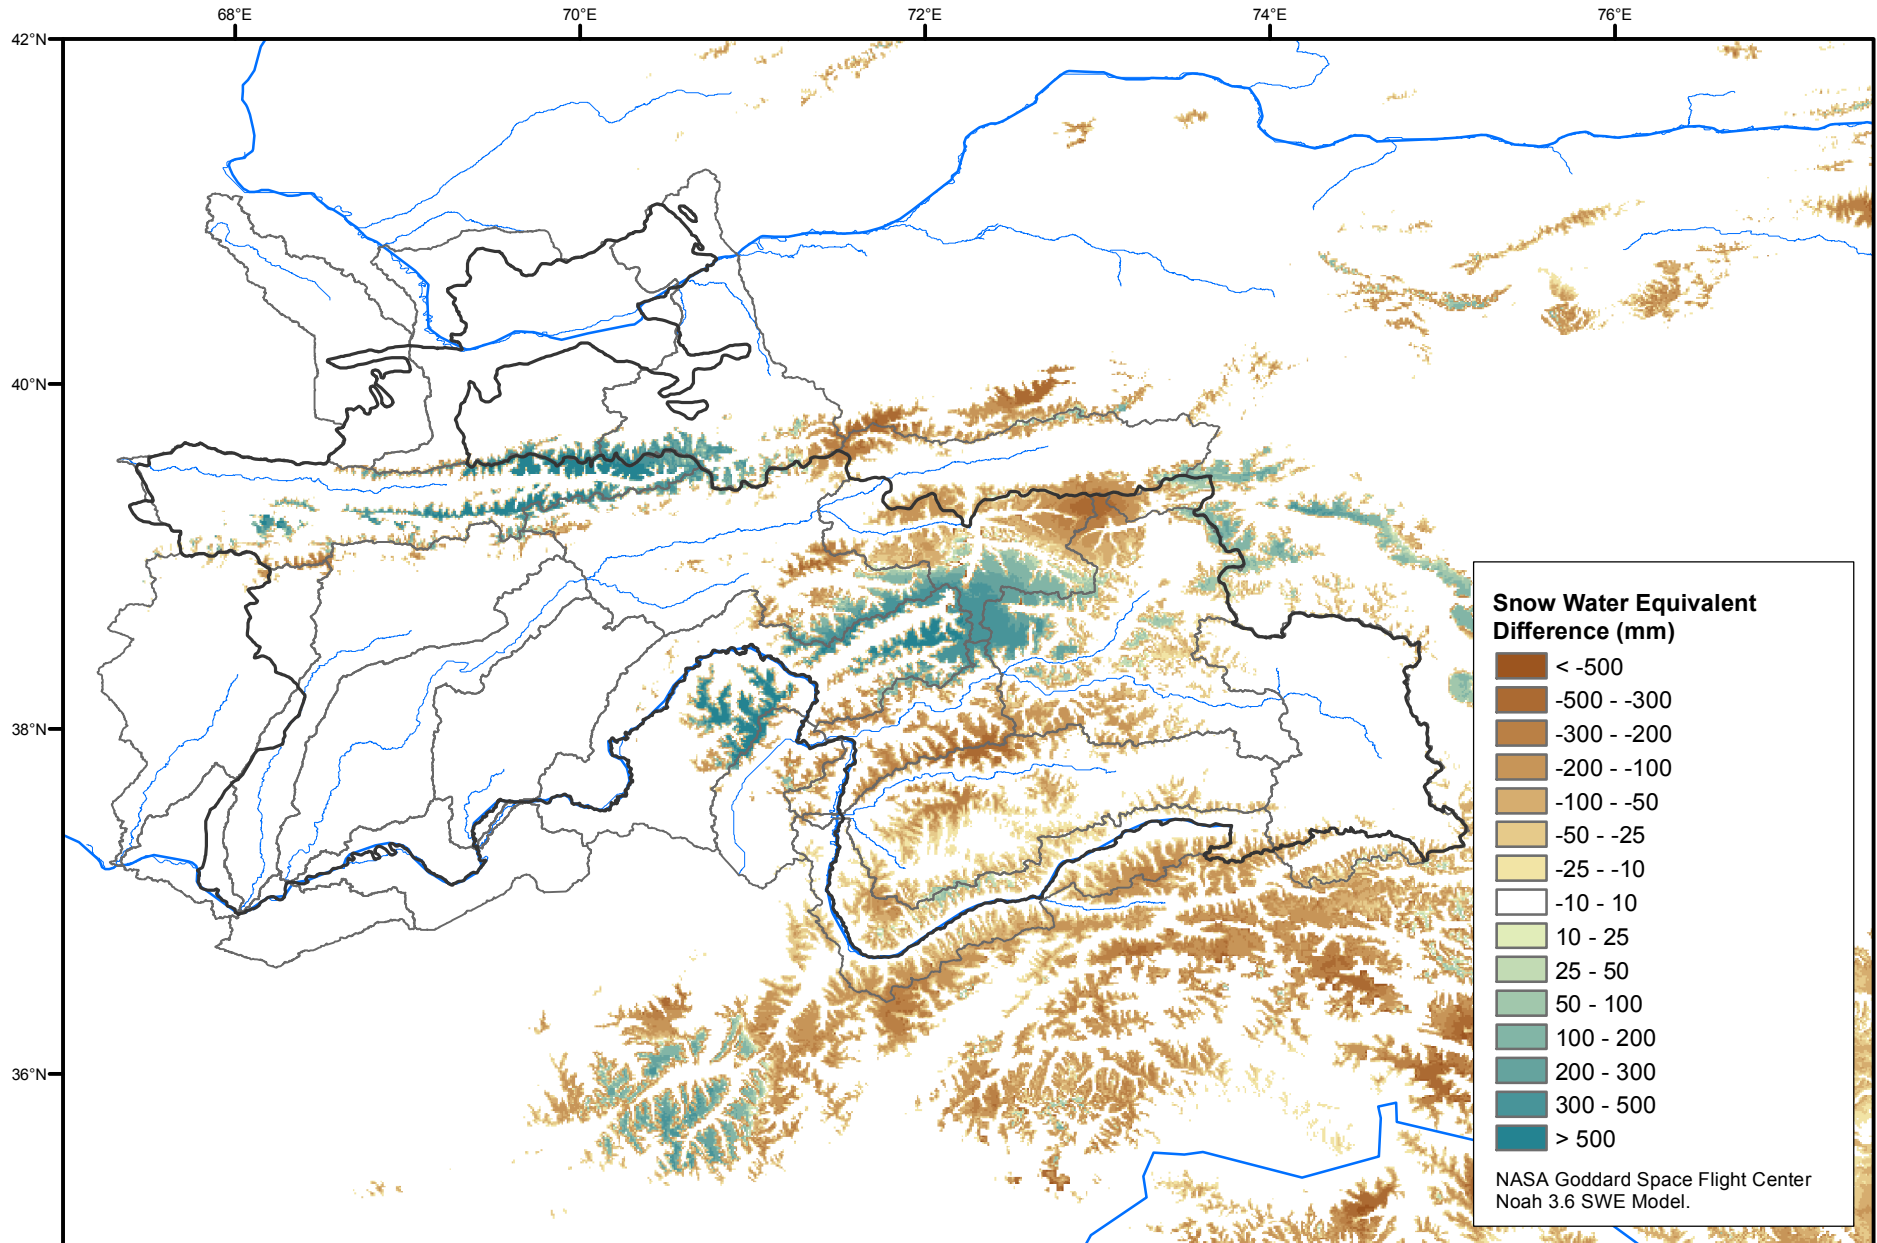 68°E 70°E 72°E 74°E 76°E
42°N
40°N
38°N
36°N
Snow Water Equivalent
Difference (mm)
< -500
-500 - -300
-300 - -200
-200 - -100
-100 - -50
-50 - -25
-25 - -10
-10 - 10
10 - 25
25 - 50
50 - 100
100 - 200
200 - 300
300 - 500
> 500
NASA Goddard Space Flight Center
Noah 3.6 SWE Model.